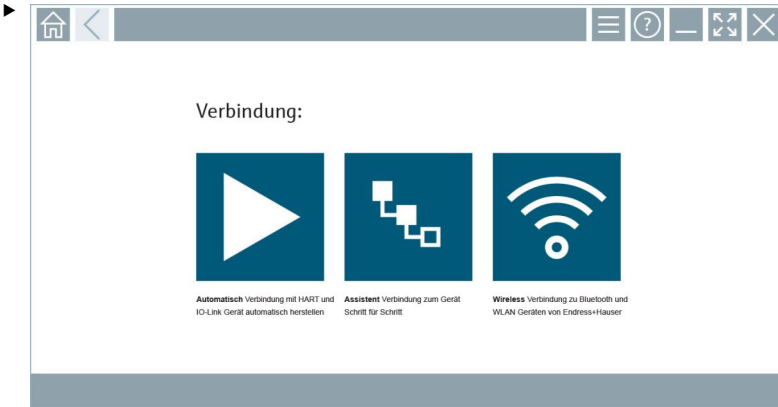 ?
Verbindung:
Automatisch Verbindung mit HART und
IO-Link Gerät automatisch herstellen
Assistent Verbindung zum Gerät
Schritt für Schritt
Wireless Verbindung zu Bluetooth und
WLAN Geräten von Endress+Hauser